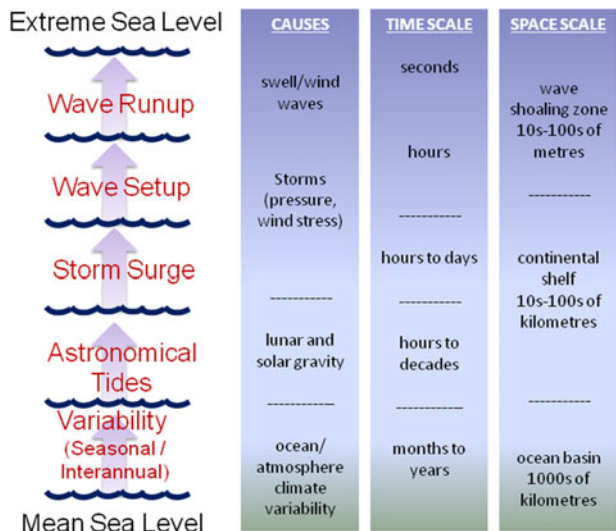 Extreme Sea Level
Wave Runup
Wave Setup
Storm Surge
Astronomical
Tides
Variability
(Seasonal /
Interannual)
Mean Sea Level
CAUSES
swell/wind
waves
Storms
(pressure,
wind stress)
-----------
lunar and
solar gravity
-------------
ocean/
atmosphere
climate
variability
TIME SCALE
seconds
hours
-----------
hours to days
-----------
hours to
decades
-------------
months to
years
SPACE SCALE
wave
shoaling zone
10s-100s of
metres
-----------
continental
shelf
10s-100s of
kilometres
-----------
ocean basin
1000s of
kilometres